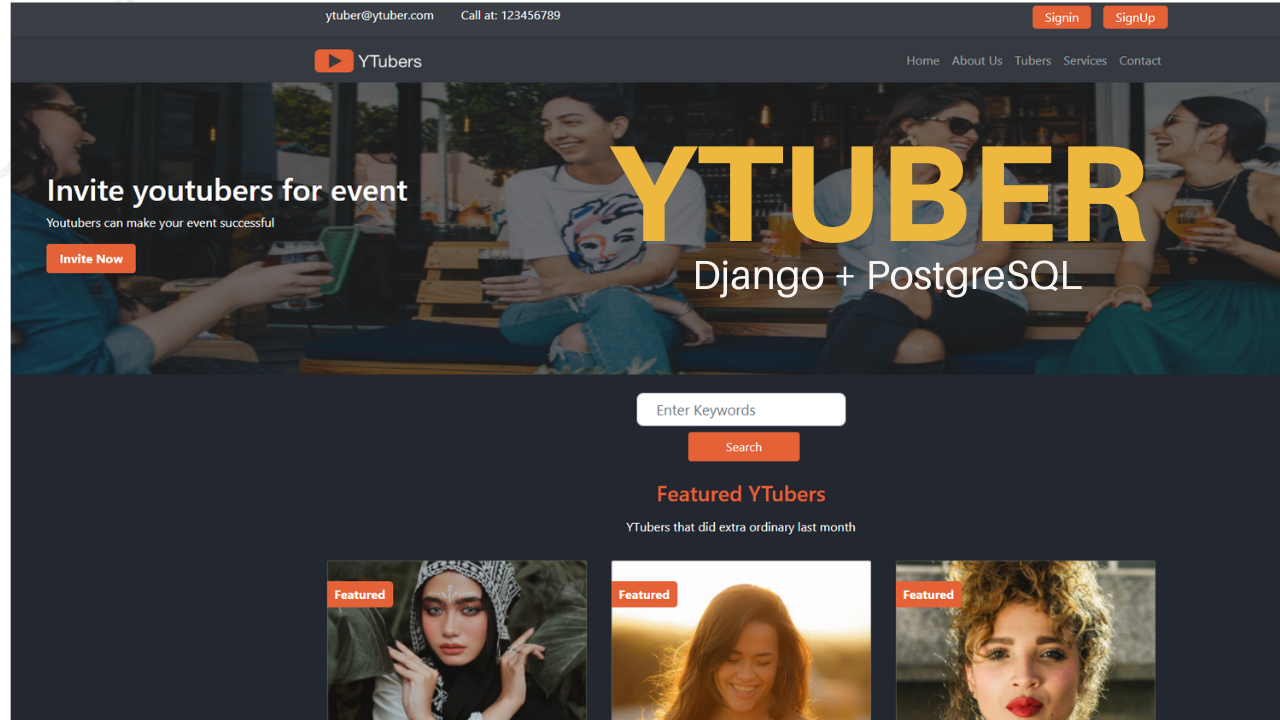 ytuber@ytuber.com Call at: 123456789 Signin SignUp
YTubers Home About Us Tubers Services Contact
Invite youtubers for event
Youtubers can make your event successful
Invite Now
YTUBER
Django + PostgreSQL
Enter Keywords
Search
Featured YTubers
YTubers that did extra ordinary last month
Featured Featured Featured